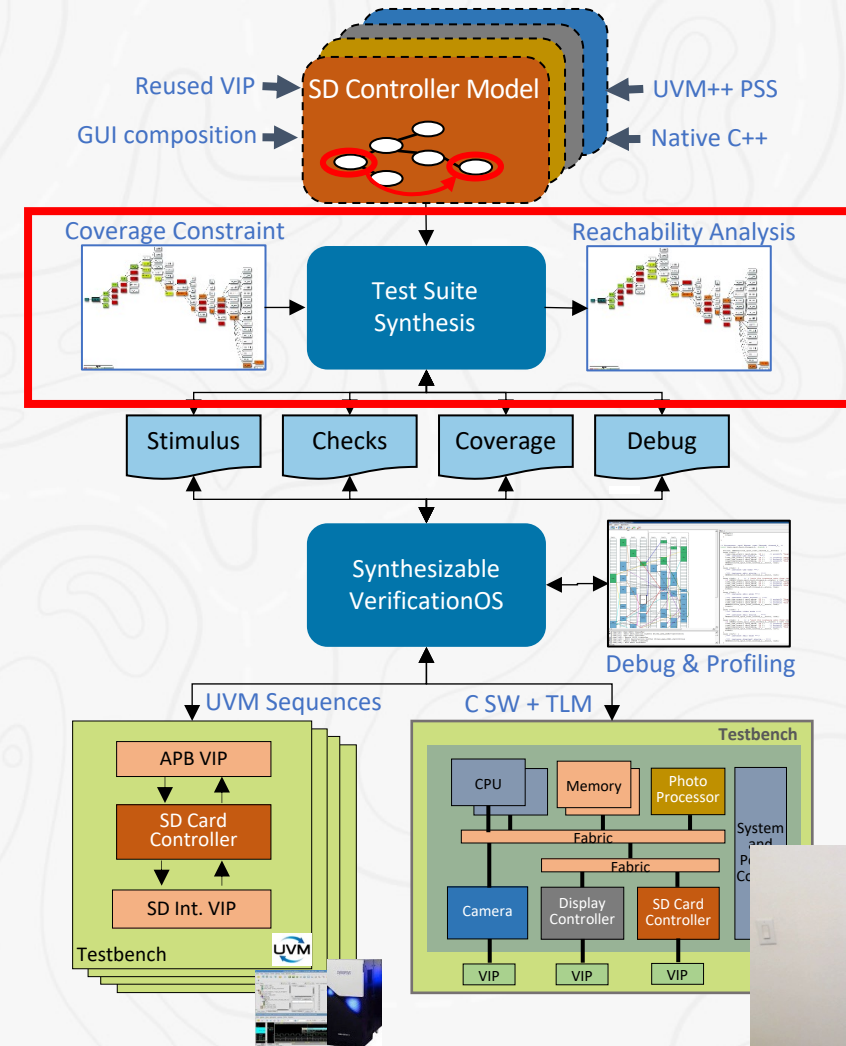 Reused VIP
SD Controller Model
UVM++ PSS
GUI composition
Native C++
Coverage Constraint
Reachability Analysis
Test Suite
Synthesis
Stimulus
Checks
Coverage
Debug
Synthesizable
VerificationOS
Debug & Profiling
UVM Sequences
C SW + TLM
APB VIP
SD Card
Controller
SD Int. VIP
Testbench
UVM
Testbench
CPU
Memory
Photo
Processor
System
and
Fabric
Fabric
Camera
Display
Controller
SD Card
Controller
VIP
VIP
VIP